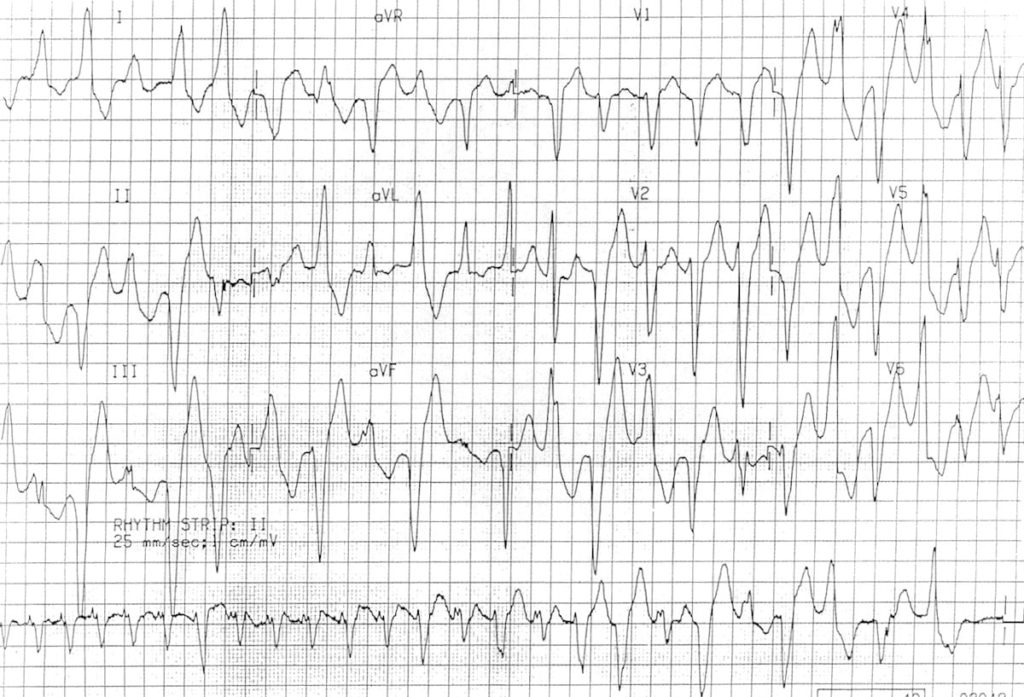 I aVR V1 V4
II aVL V2 V5
III aVF V3 V6
RHYTHM STRIP: II
25 mm/sec; 1 cm/mV